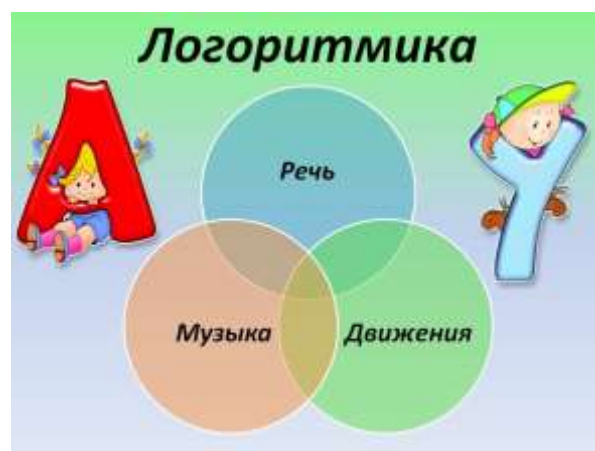 Логоритмика
А
У
Речь
Музыка
Движения